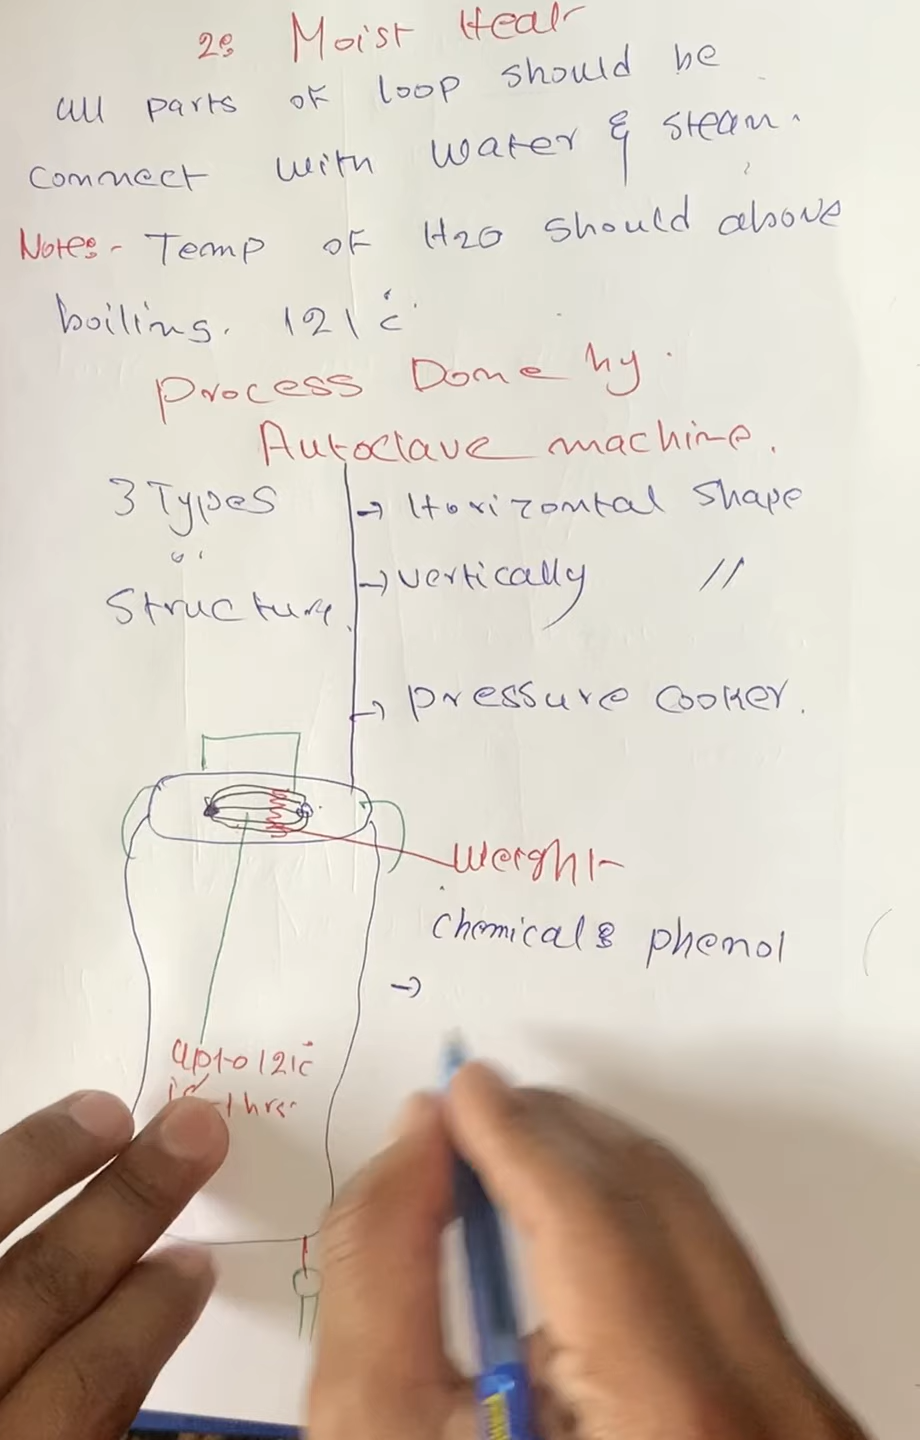 2: Moist Heat
all parts of loop should be
connect with water & steam.
Notes:- Temp of H2O should above
boiling. 121°c
Process Done by
Autoclave machine.
3 Types
→ Horizontal shape
→ vertically //
Structure
→ pressure cooker.
weight
chemical: phenol
→
upto 121°c
1 hrs.